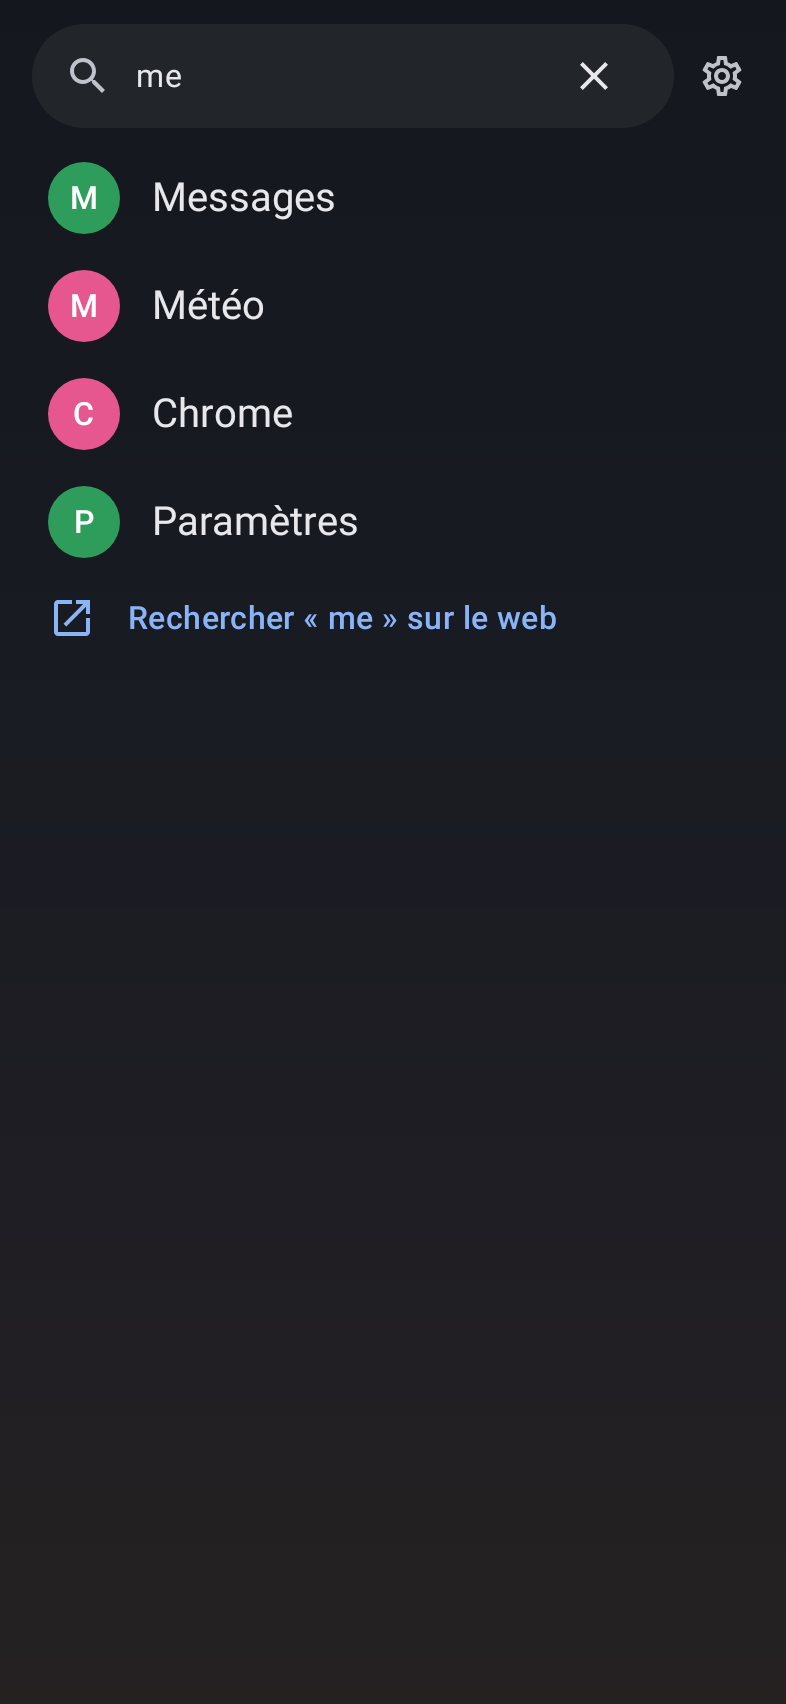 me
M Messages
M Météo
C Chrome
P Paramètres
Rechercher « me » sur le web